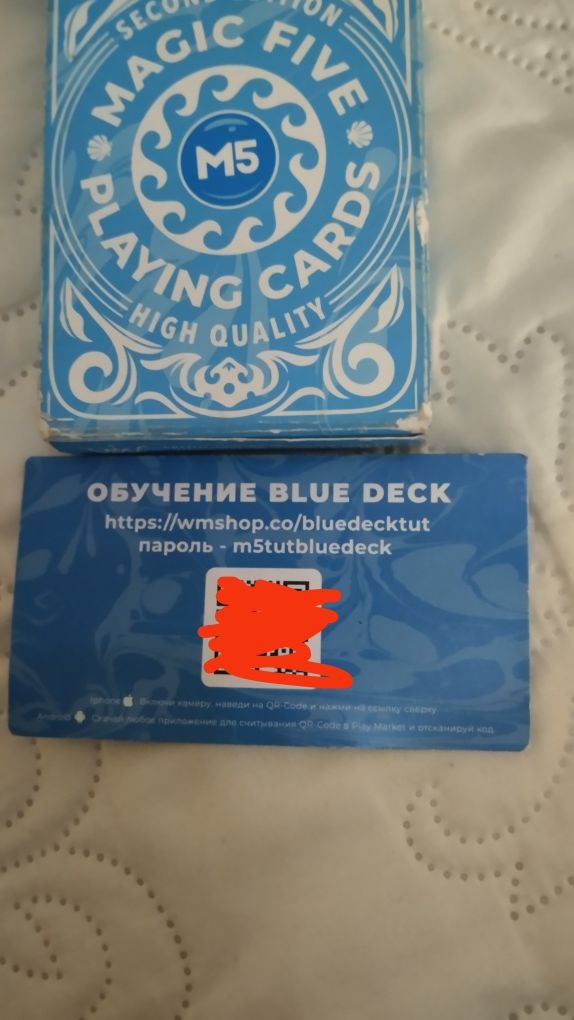 SECOND EDITION
MAGIC FIVE
M5
PLAYING CARDS
HIGH QUALITY
ОБУЧЕНИЕ BLUE DECK
https://wmshop.co/bluedecktut
пароль - m5tutbluedeck
Iphone Включи камеру, наведи на QR-Code и нажми на ссылку сверху.
Android Скачай любое приложение для считывания QR-Code в Play Market и отсканируй код.